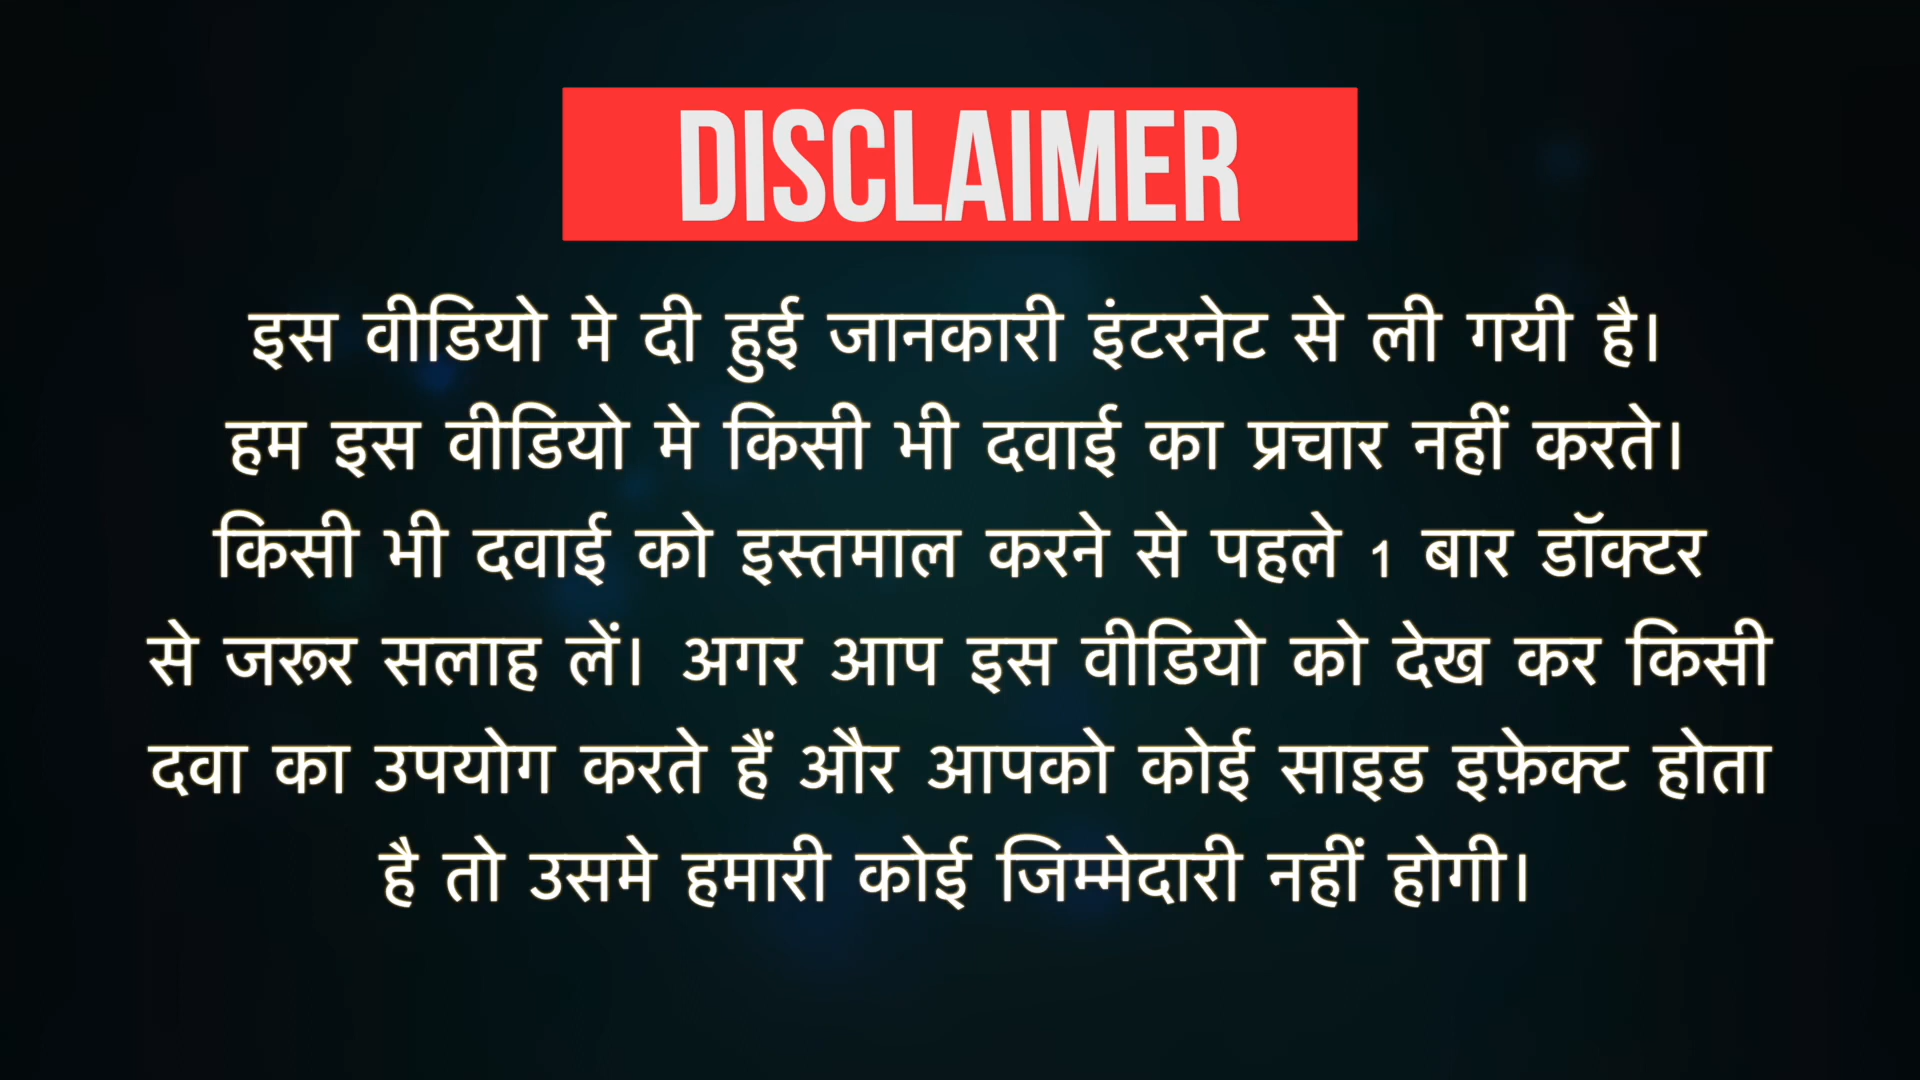 DISCLAIMER
इस वीडियो मे दी हुई जानकारी इंटरनेट से ली गयी है।
हम इस वीडियो मे किसी भी दवाई का प्रचार नहीं करते।
किसी भी दवाई को इस्तमाल करने से पहले 1 बार डॉक्टर
से जरूर सलाह लें। अगर आप इस वीडियो को देख कर किसी
दवा का उपयोग करते हैं और आपको कोई साइड इफ़ेक्ट होता
है तो उसमे हमारी कोई जिम्मेदारी नहीं होगी।